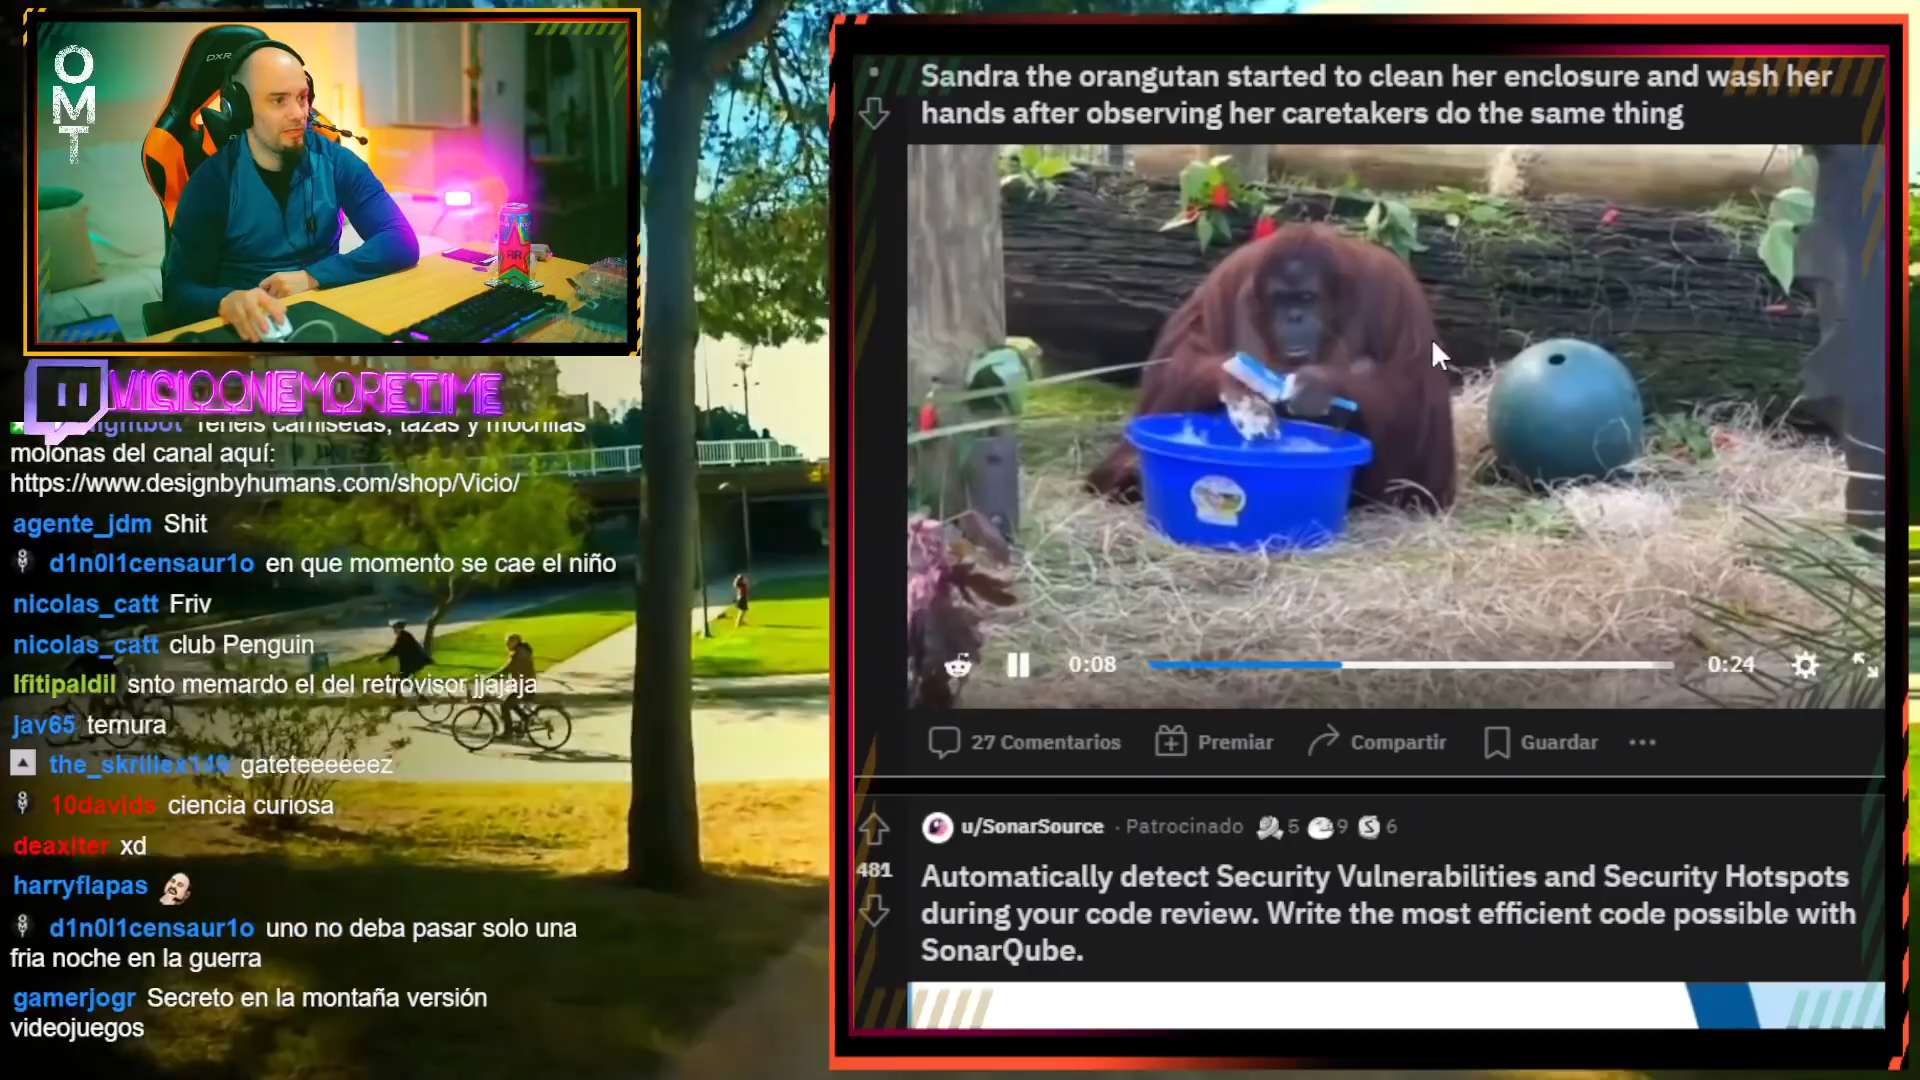 OMT
DXR
VICIOONEMORETIME
Tenéis camisetas, tazas y mochilas
molonas del canal aquí:
https://www.designbyhumans.com/shop/Vicio/
agente_jdm Shit
d1n0l1censaur1o en que momento se cae el niño
nicolas_catt Friv
nicolas_catt club Penguin
lfitipaldil snto memardo el del retrovisor jjajaja
jav65 ternura
the_skrillex149 gateteeeeeez
10davids ciencia curiosa
deaxiter xd
harryflapas
d1n0l1censaur1o uno no deba pasar solo una
fria noche en la guerra
gamerjogr Secreto en la montaña versión
videojuegos
Sandra the orangutan started to clean her enclosure and wash her
hands after observing her caretakers do the same thing
0:08
0:24
27 Comentarios Premiar Compartir Guardar
u/SonarSource · Patrocinado 5 9 6
481
Automatically detect Security Vulnerabilities and Security Hotspots
during your code review. Write the most efficient code possible with
SonarQube.